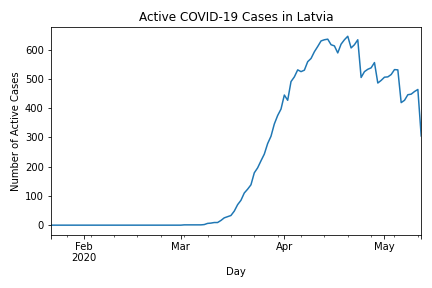 Active COVID-19 Cases in Latvia
Number of Active Cases
600
500
400
300
200
100
0
Feb
2020
Mar
Apr
May
Day